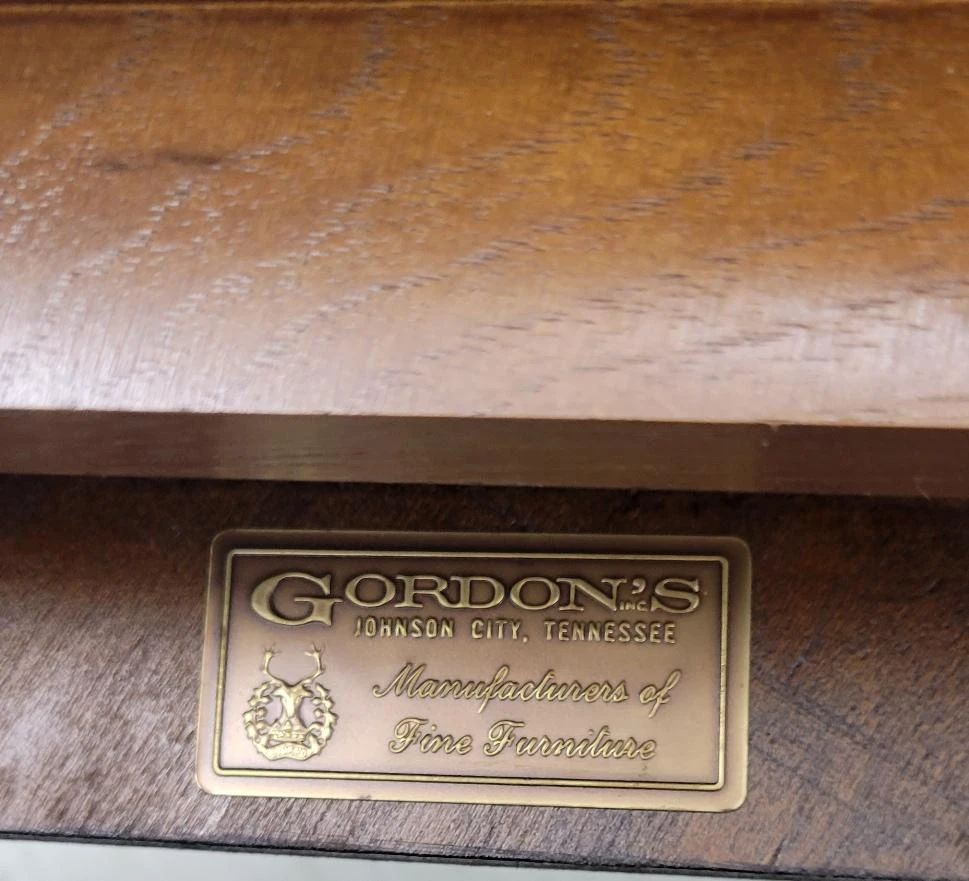 GORDON'S INC.
JOHNSON CITY, TENNESSEE
Manufacturers of
Fine Furniture